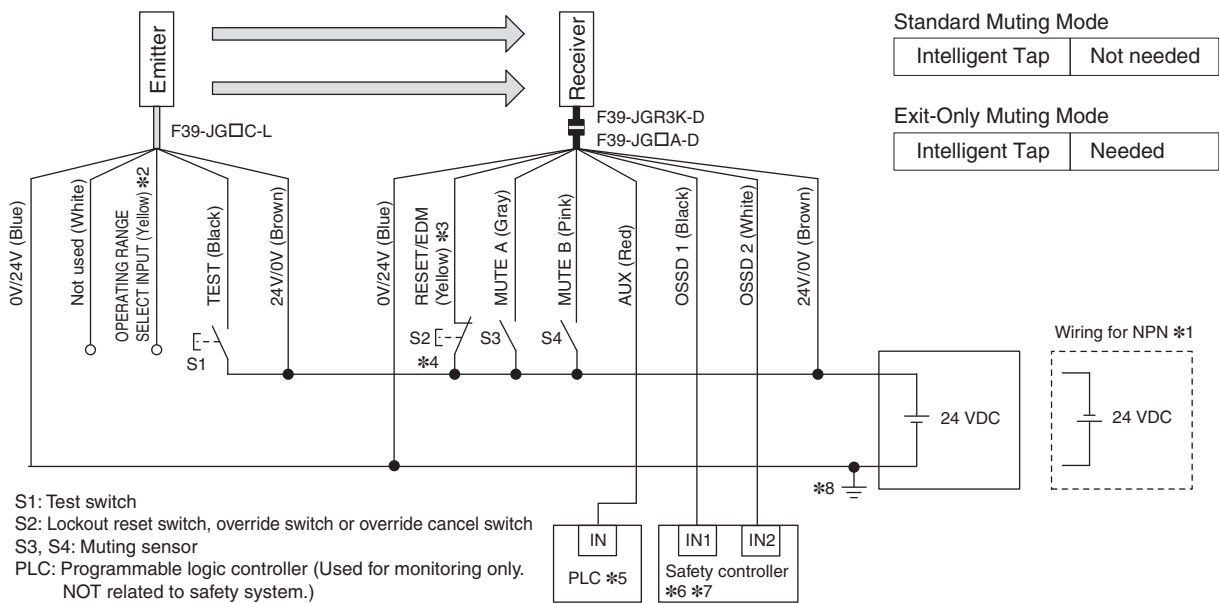 Emitter
Receiver
F39-JG□C-L
F39-JGR3K-D
F39-JG□A-D
Standard Muting Mode
Intelligent Tap
Not needed
Exit-Only Muting Mode
Intelligent Tap
Needed
0V/24V (Blue)
Not used (White)
OPERATING RANGE
SELECT INPUT (Yellow) ✱2
TEST (Black)
24V/0V (Brown)
0V/24V (Blue)
RESET/EDM
(Yellow) ✱3
MUTE A (Gray)
MUTE B (Pink)
AUX (Red)
OSSD 1 (Black)
OSSD 2 (White)
24V/0V (Brown)
S1
S2
✱4
S3
S4
24 VDC
Wiring for NPN ✱1
24 VDC
✱8
S1: Test switch
S2: Lockout reset switch, override switch or override cancel switch
S3, S4: Muting sensor
PLC: Programmable logic controller (Used for monitoring only.
NOT related to safety system.)
IN
PLC ✱5
IN1
IN2
Safety controller
✱6 ✱7